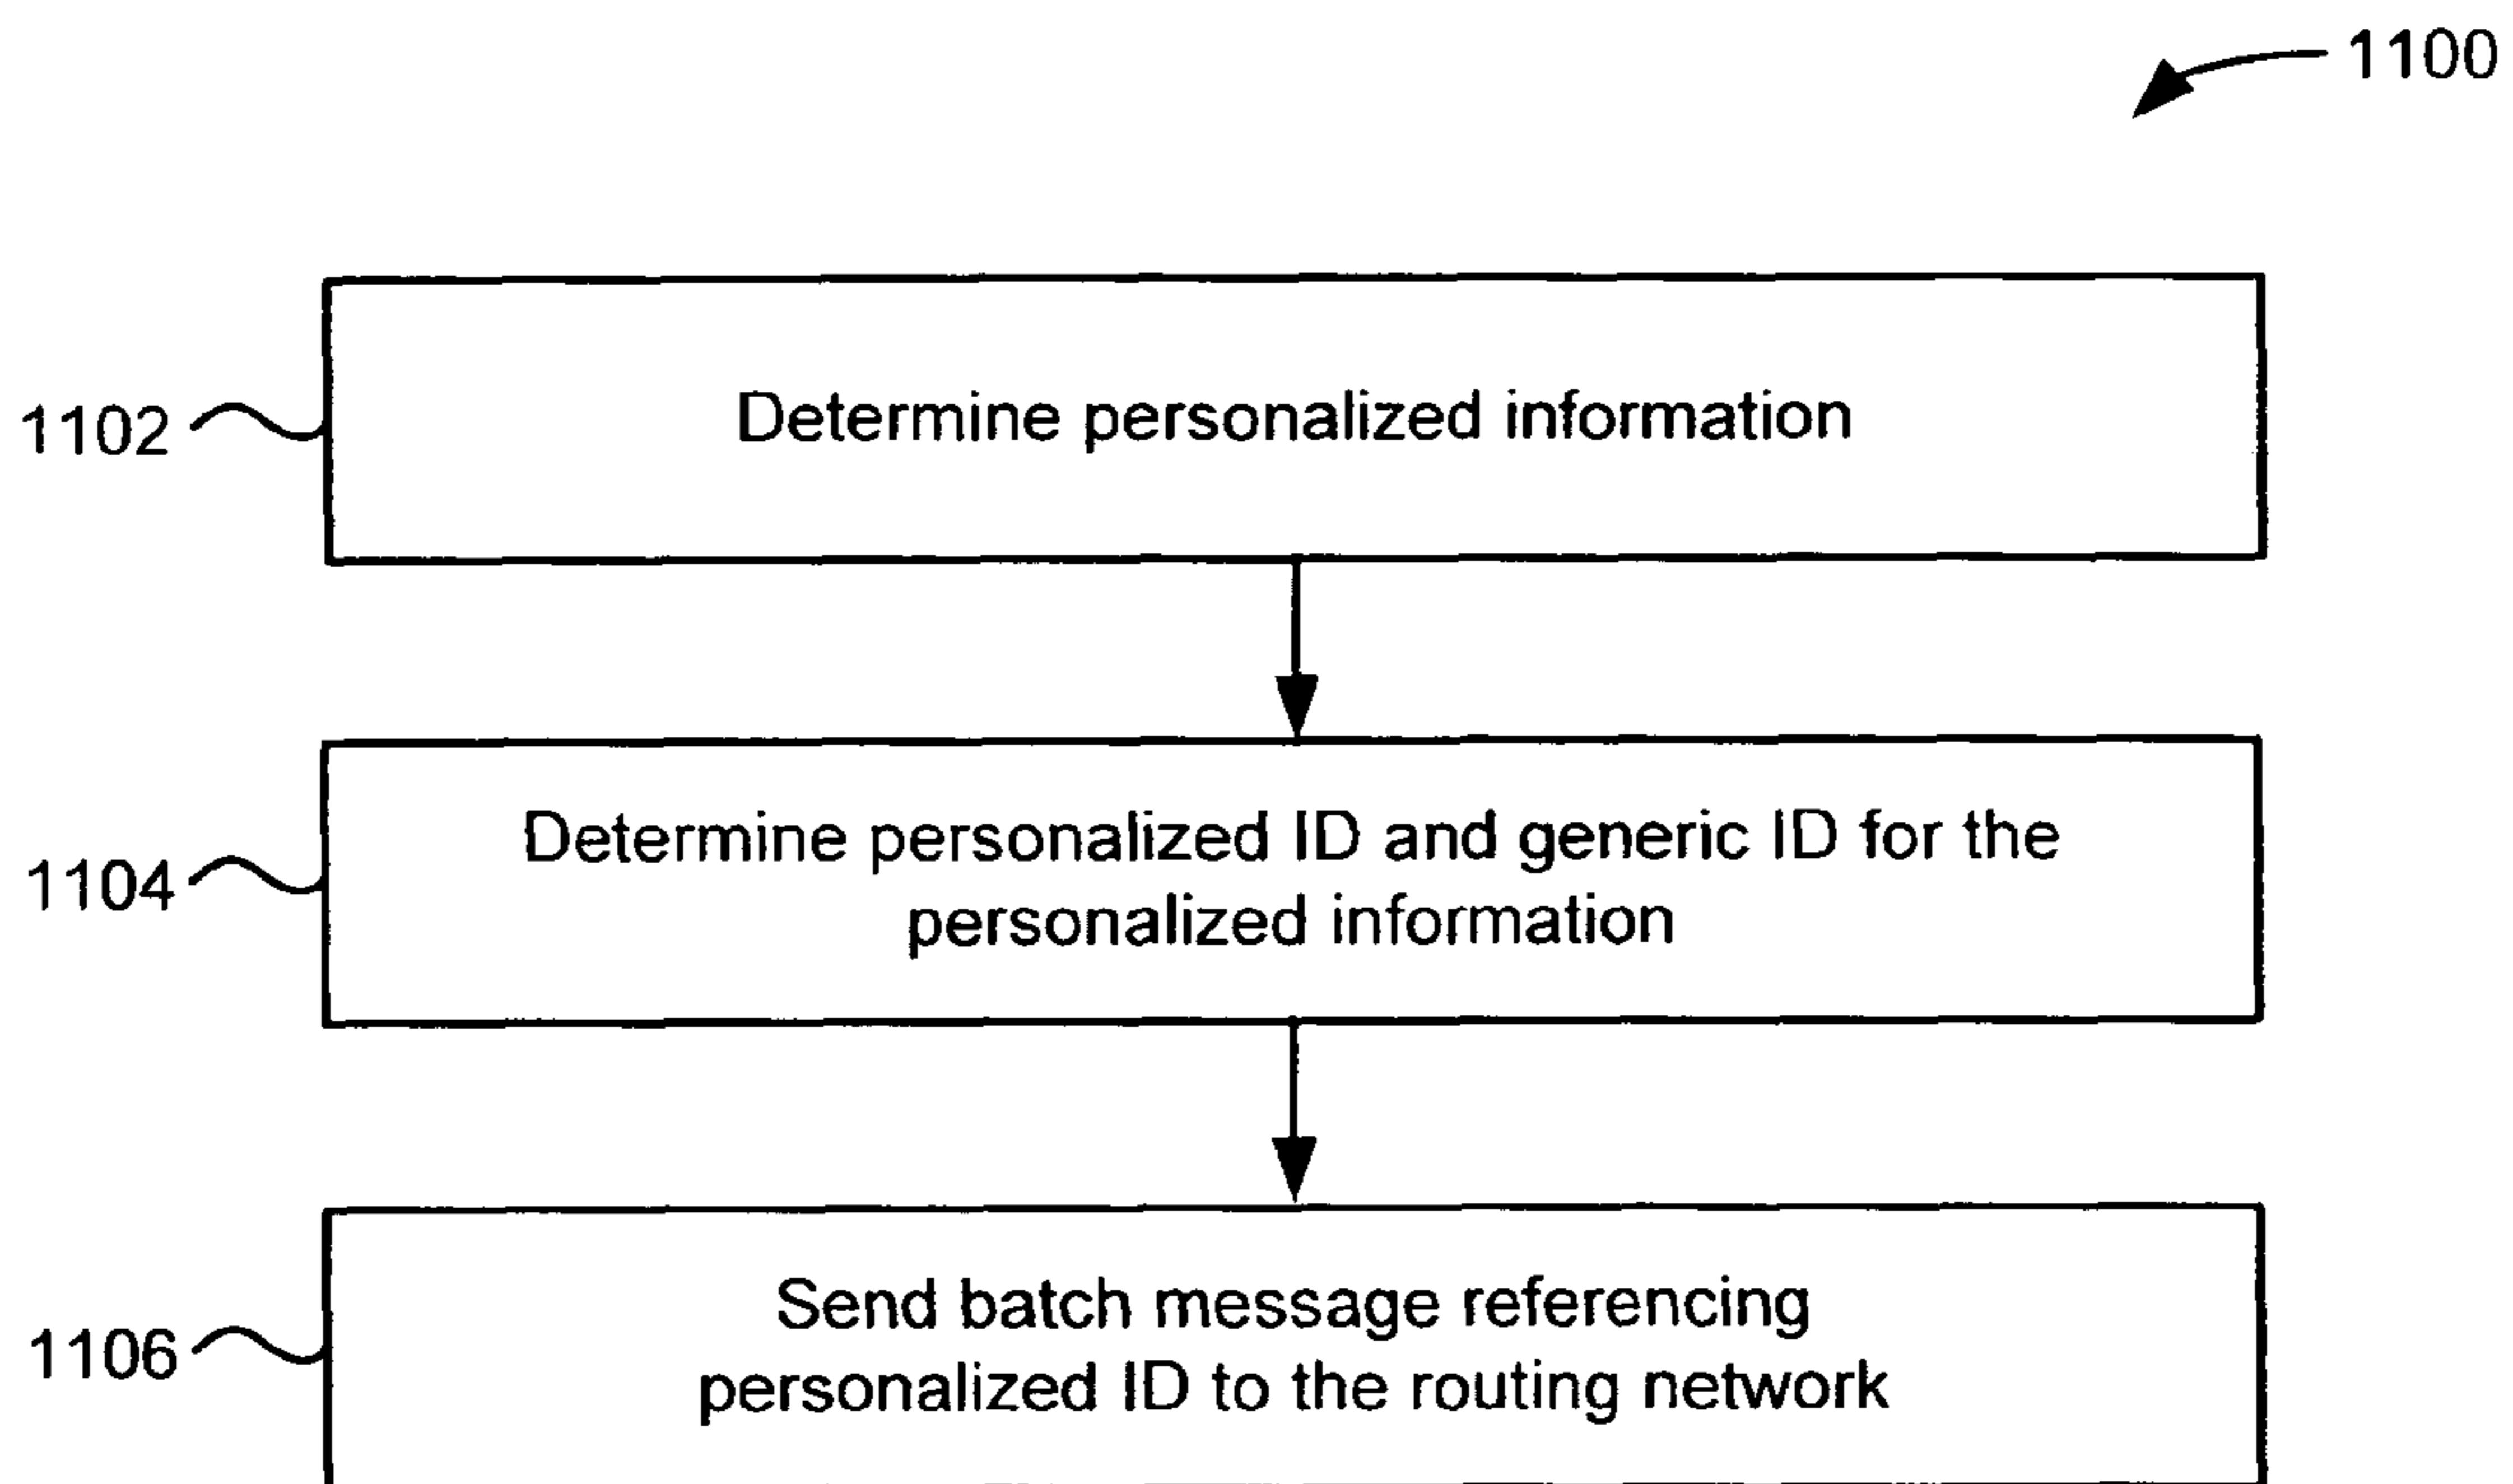 1100
1102
Determine personalized information
1104
Determine personalized ID and generic ID for the
personalized information
1106
Send batch message referencing
personalized ID to the routing network